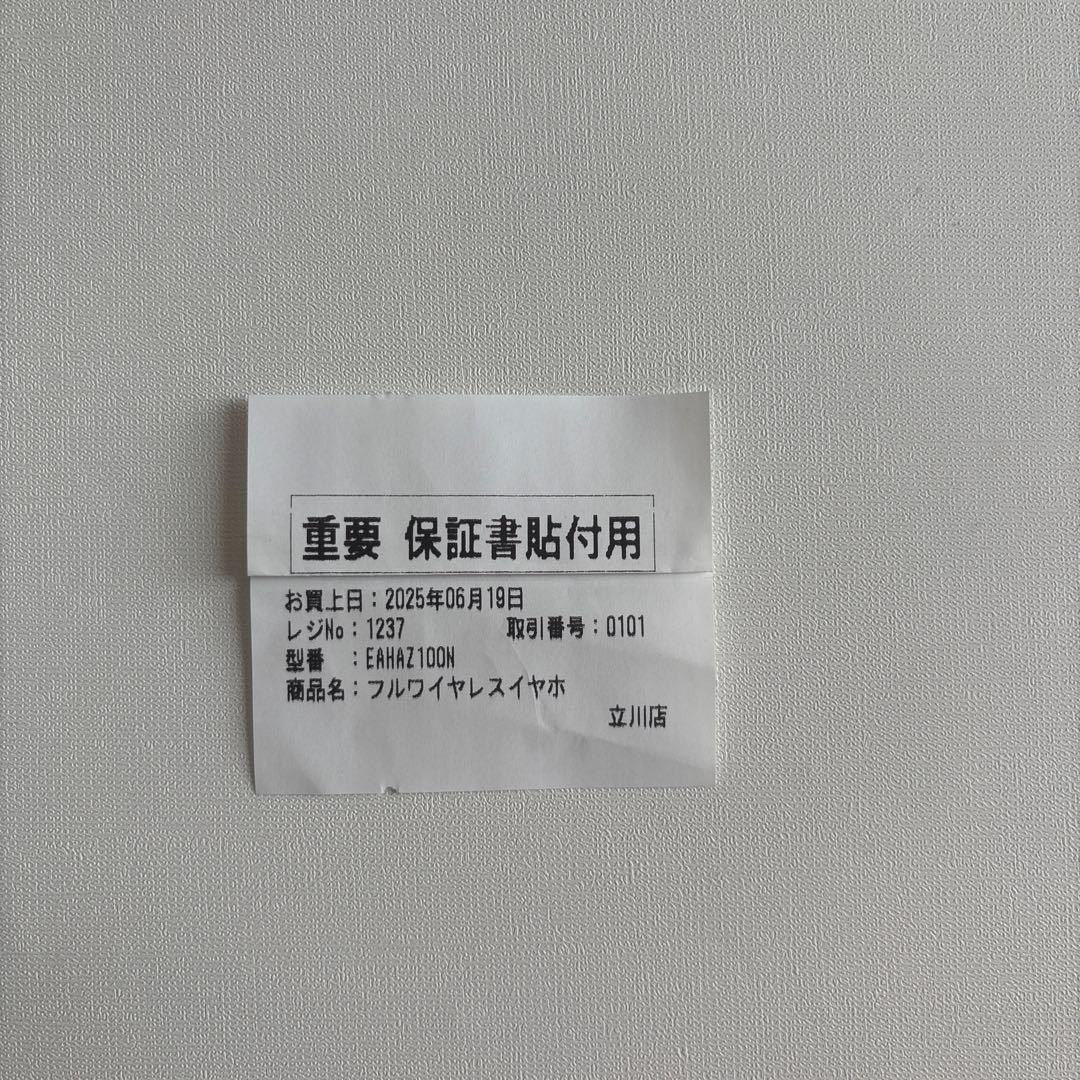 重要 保証書貼付用
お買上日：2025年06月19日
レジNo：1237 取引番号：0101
型番 ：EAHAZ100N
商品名：フルワイヤレスイヤホ
立川店